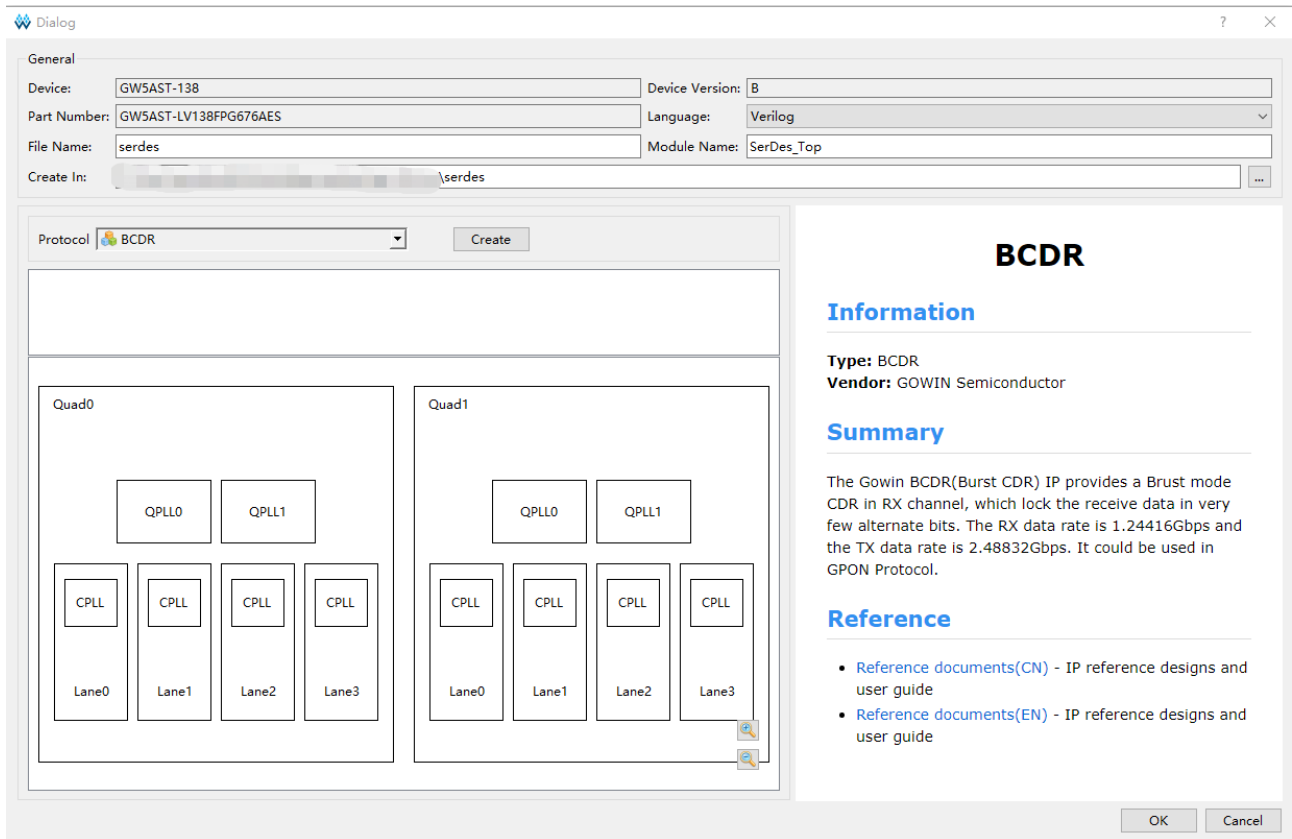 Dialog
General
Device: GW5AST-138 Device Version: B
Part Number: GW5AST-LV138FPG676AES Language: Verilog
File Name: serdes Module Name: SerDes_Top
Create In: \serdes ...
Protocol BCDR Create
BCDR
Information
Type: BCDR
Vendor: GOWIN Semiconductor
Summary
The Gowin BCDR(Burst CDR) IP provides a Brust mode
CDR in RX channel, which lock the receive data in very
few alternate bits. The RX data rate is 1.24416Gbps and
the TX data rate is 2.48832Gbps. It could be used in
GPON Protocol.
Reference
Reference documents(CN) - IP reference designs and
user guide
Reference documents(EN) - IP reference designs and
user guide
Quad0 Quad1
QPLL0 QPLL1 QPLL0 QPLL1
CPLL CPLL CPLL CPLL CPLL CPLL CPLL CPLL
Lane0 Lane1 Lane2 Lane3 Lane0 Lane1 Lane2 Lane3
OK Cancel